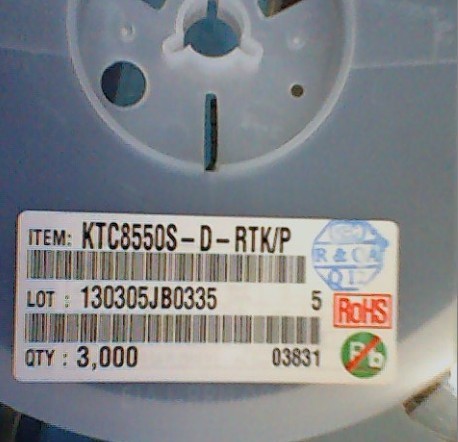 ITEM: KTC8550S-D-RTK/P
R & CA
Q I
LOT : 130305JB0335 5
RoHS
QTY : 3,000 03831
Pb